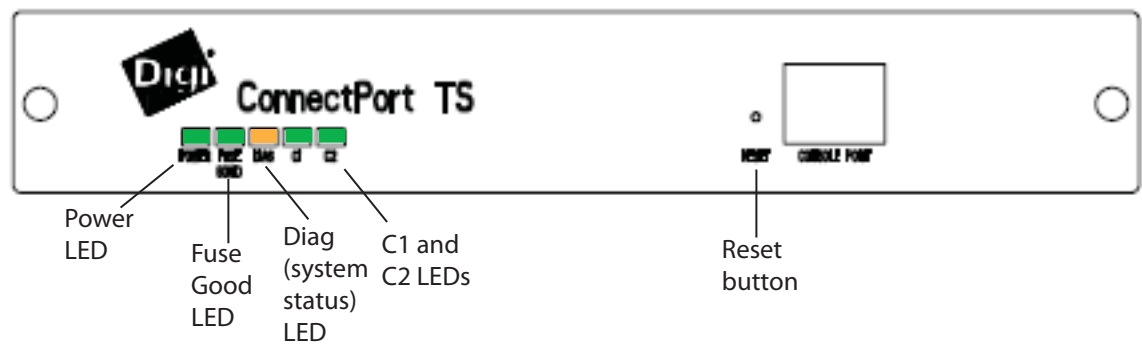 Digi
ConnectPort TS
POWER FUSE GOOD DIAG C1 C2
RESET
CONSOLE PORT
Power LED
Fuse Good LED
Diag (system status) LED
C1 and C2 LEDs
Reset button